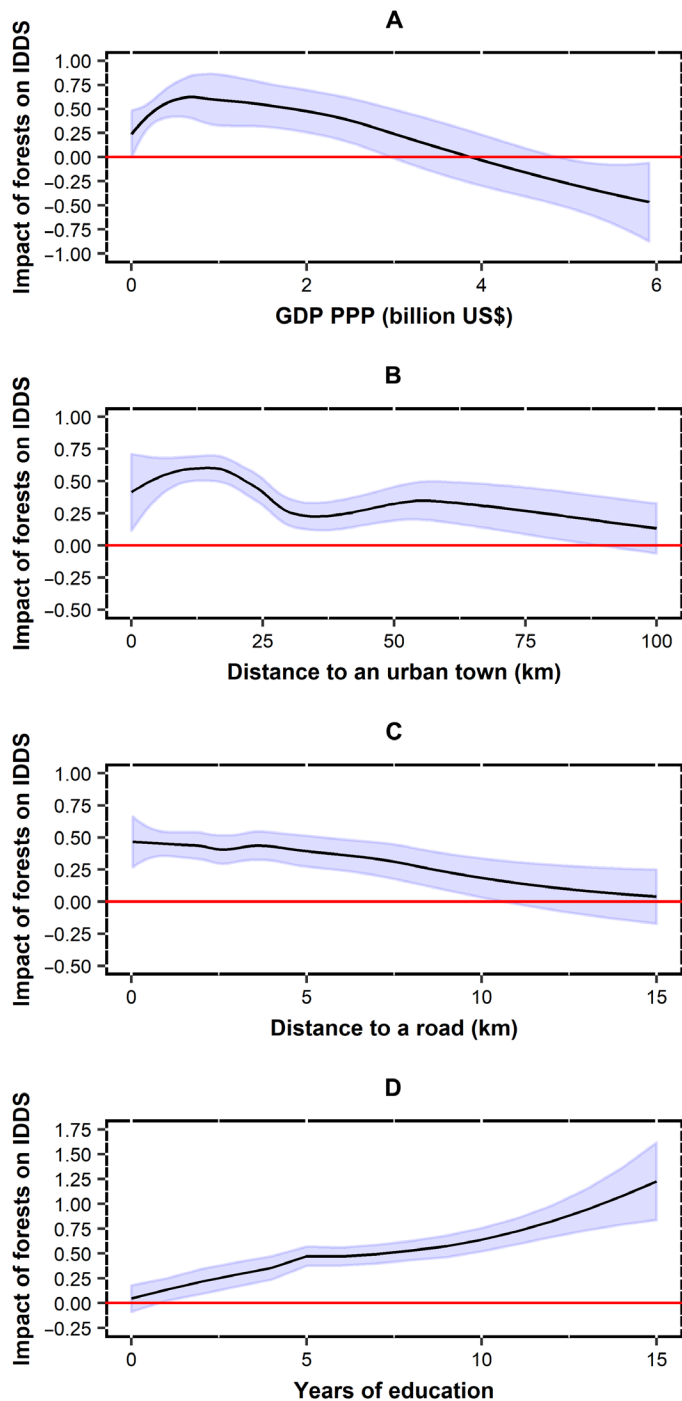 A
Impact of forests on IDDS
1.00
0.75
0.50
0.25
0.00
−0.25
−0.50
−0.75
−1.00
0 2 4 6
GDP PPP (billion US$)
B
Impact of forests on IDDS
1.00
0.75
0.50
0.25
0.00
−0.25
−0.50
0 25 50 75 100
Distance to an urban town (km)
C
Impact of forests on IDDS
1.00
0.75
0.50
0.25
0.00
−0.25
−0.50
0 5 10 15
Distance to a road (km)
D
Impact of forests on IDDS
1.75
1.50
1.25
1.00
0.75
0.50
0.25
0.00
−0.25
0 5 10 15
Years of education